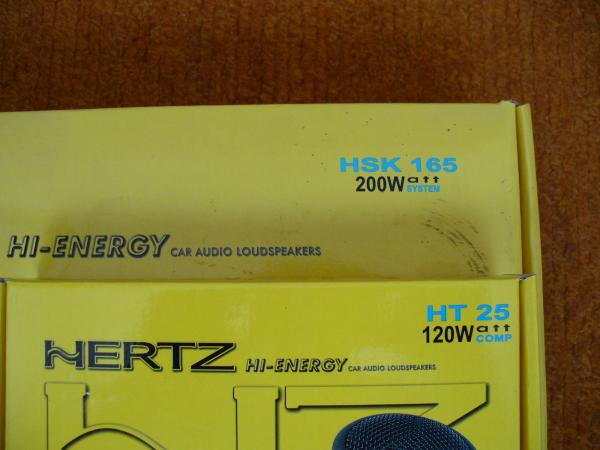 HSK 165
200Watt
SYSTEM
HI-ENERGY CAR AUDIO LOUDSPEAKERS
HT 25
120Watt
COMP
HERTZ HI-ENERGY CAR AUDIO LOUDSPEAKERS